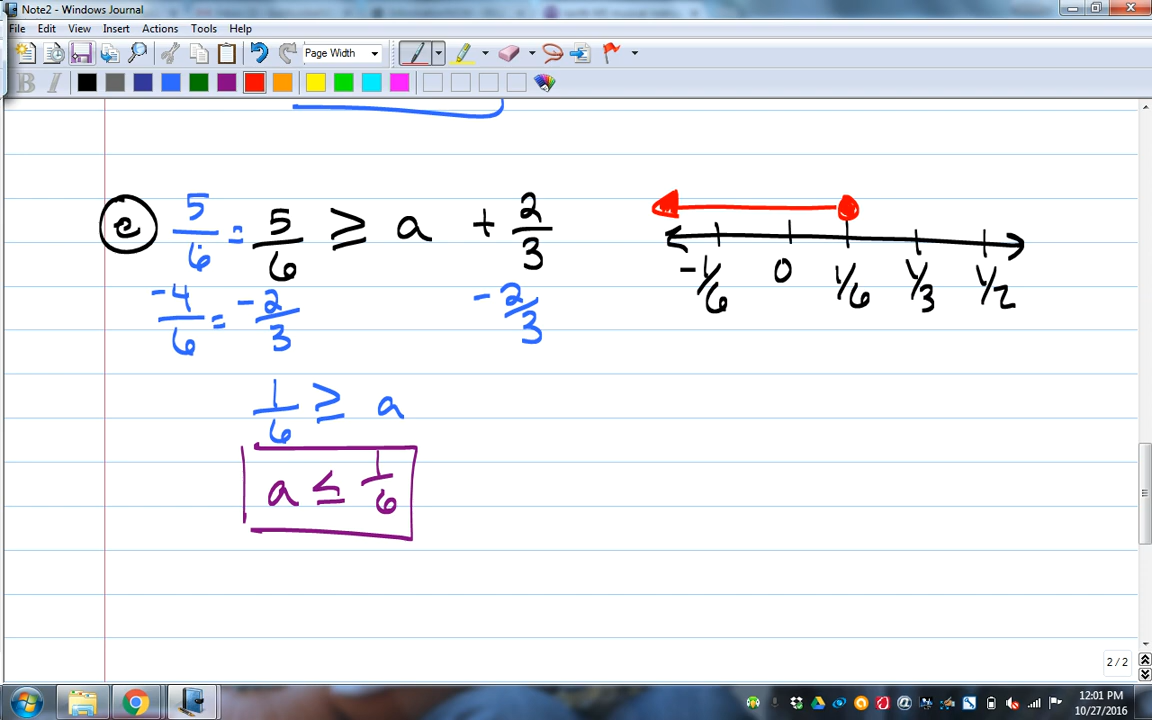 Note2 - Windows Journal
File Edit View Insert Actions Tools Help
Page Width
B I
e 5/6 = 5/6 ≥ a + 2/3
-4/6 = -2/3 -2/3
1/6 ≥ a
a ≤ 1/6
-1/6 0 1/6 1/3 1/2
2 / 2
12:01 PM
10/27/2016